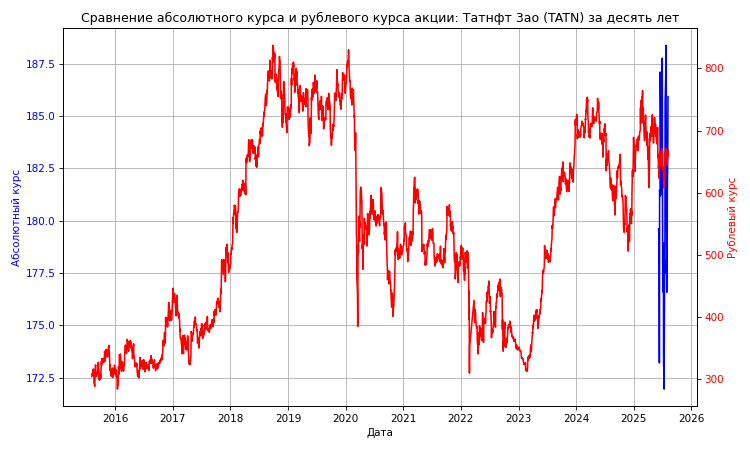 Сравнение абсолютного курса и рублевого курса акции: Татнфт 3ао (TATN) за десять лет
187.5
185.0
182.5
180.0
177.5
175.0
172.5
Абсолютный курс
800
700
600
500
400
300
Рублевый курс
2016 2017 2018 2019 2020 2021 2022 2023 2024 2025 2026
Дата